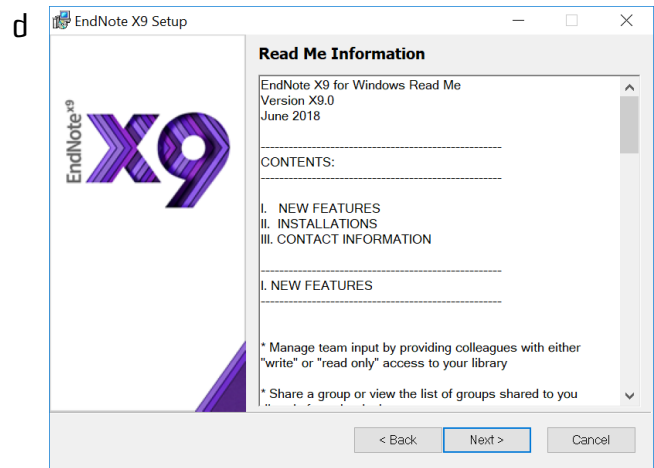 d
EndNote X9 Setup
Read Me Information
EndNote x9
X9
EndNote X9 for Windows Read Me
Version X9.0
June 2018
------------------------------------------------------------
CONTENTS:
------------------------------------------------------------
I. NEW FEATURES
II. INSTALLATIONS
III. CONTACT INFORMATION
------------------------------------------------------------
I. NEW FEATURES
------------------------------------------------------------
* Manage team input by providing colleagues with either
"write" or "read only" access to your library
* Share a group or view the list of groups shared to you
< Back
Next >
Cancel